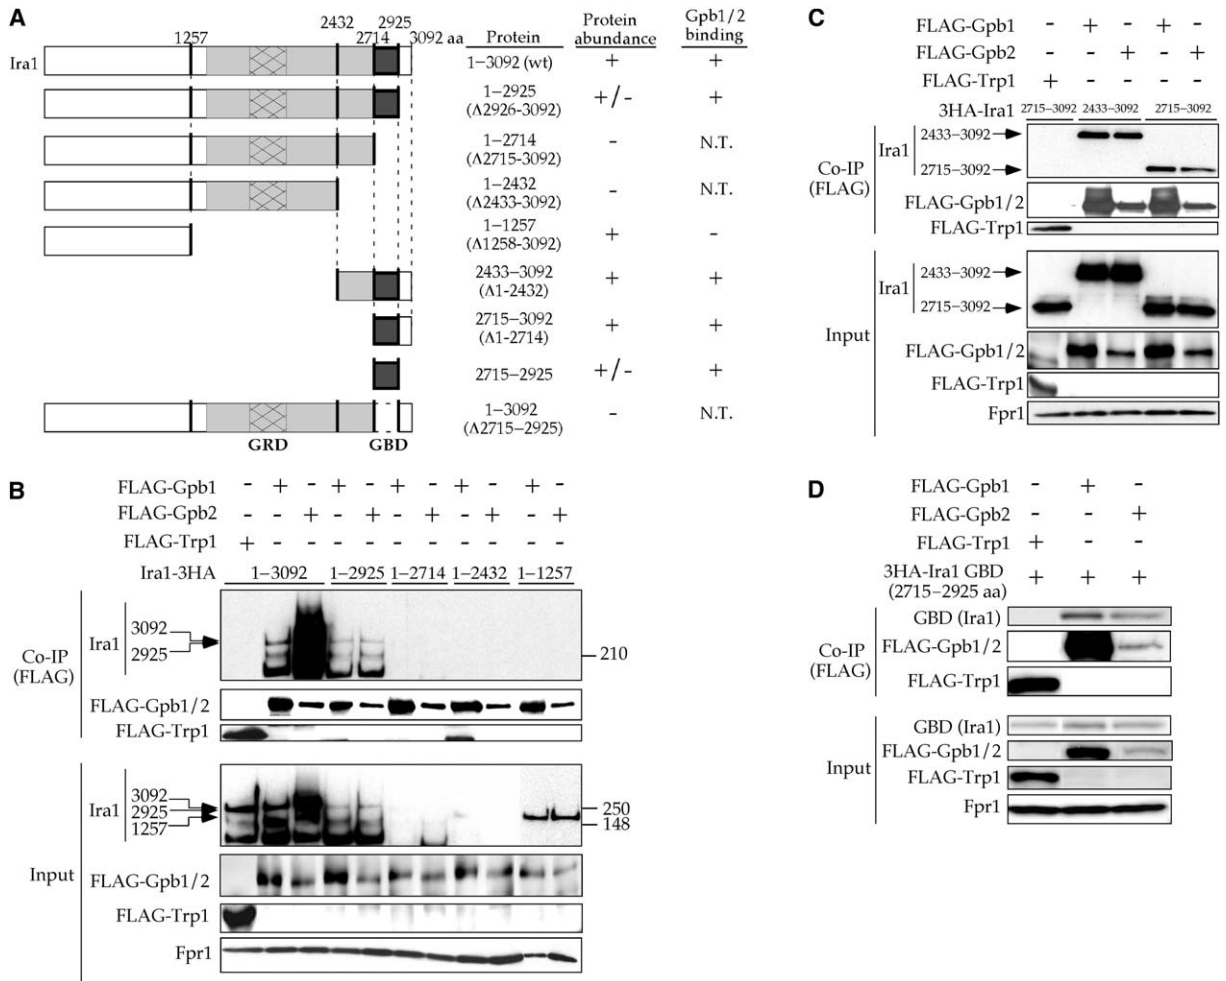 A
2432 2925
1257 2714 3092 aa
Protein
Protein abundance
Gpb1/2 binding
Ira1
1–3092 (wt) + +
1–2925 (Λ2926-3092) +/- +
1–2714 (Λ2715-3092) - N.T.
1–2432 (Λ2433-3092) - N.T.
1–1257 (Λ1258-3092) + -
2433–3092 (Λ1-2432) + +
2715–3092 (Λ1-2714) + +
2715–2925 +/- +
1–3092 (Λ2715–2925) - N.T.
GRD GBD
B
FLAG-Gpb1 - + - + - + - + - + -
FLAG-Gpb2 - - + - + - + - + - +
FLAG-Trp1 + - - - - - - - - - -
Ira1-3HA 1–3092 1–2925 1–2714 1–2432 1–1257
Co-IP (FLAG)
Ira1
3092
2925
210
FLAG-Gpb1/2
FLAG-Trp1
Input
Ira1
3092
2925
1257
250
148
FLAG-Gpb1/2
FLAG-Trp1
Fpr1
C
FLAG-Gpb1 - + - + -
FLAG-Gpb2 - - + - +
FLAG-Trp1 + - - - -
3HA-Ira1 2715–3092 2433–3092 2715–3092
Co-IP (FLAG)
Ira1
2433–3092
2715–3092
FLAG-Gpb1/2
FLAG-Trp1
Input
Ira1
2433–3092
2715–3092
FLAG-Gpb1/2
FLAG-Trp1
Fpr1
D
FLAG-Gpb1 - + -
FLAG-Gpb2 - - +
FLAG-Trp1 + - -
3HA-Ira1 GBD (2715–2925 aa) + + +
Co-IP (FLAG)
GBD (Ira1)
FLAG-Gpb1/2
FLAG-Trp1
Input
GBD (Ira1)
FLAG-Gpb1/2
FLAG-Trp1
Fpr1